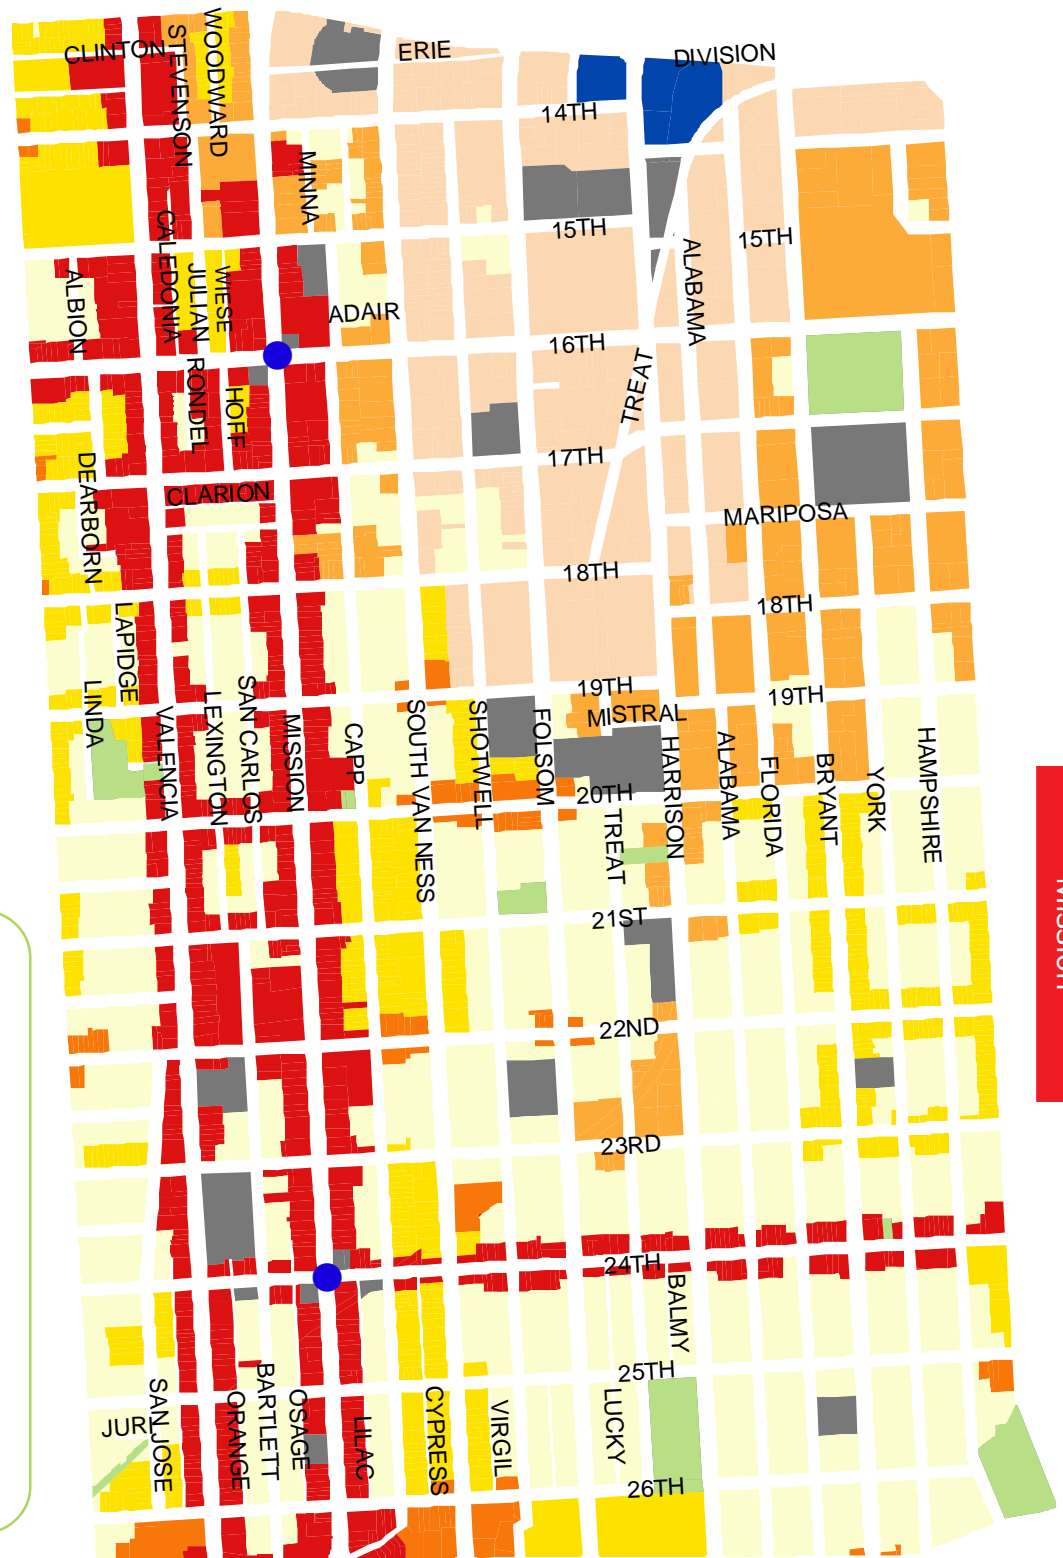 CLINTON
STEVENSON
WOODWARD
ERIE
DIVISION
14TH
MINNA
15TH
15TH
CALEDONIA
JULIAN
WIESE
ALBION
ADAIR
ALABAMA
16TH
RONDEL
HOFF
TREAT
17TH
DEARBORN
CLARION
MARIPOSA
18TH
18TH
LAPIDGE
LINDA
19TH
19TH
MISTRAL
VALENCIA
LEXINGTON
SAN CARLOS
MISSION
CAPP
SOUTH VAN NESS
SHOTWELL
FOLSOM
HARRISON
ALABAMA
FLORIDA
BRYANT
YORK
HAMPSHIRE
20TH
TREAT
21ST
MISSION
22ND
23RD
24TH
BALMY
25TH
SAN JOSE
ORANGE
BARTLETT
OSAGE
LILAC
CYPRESS
VIRGIL
LUCKY
JURI
26TH